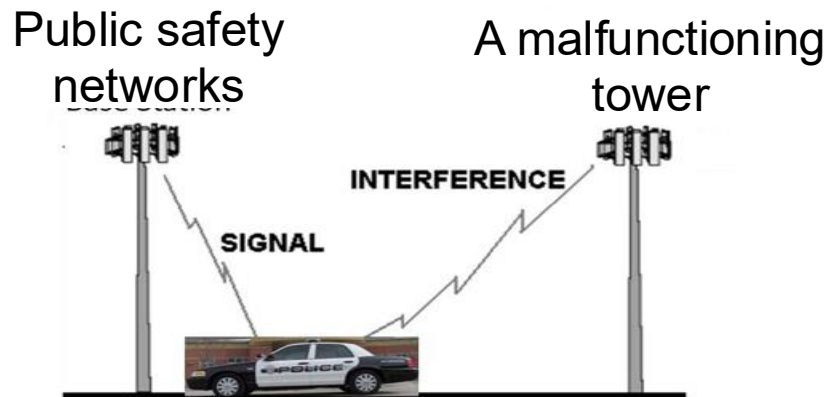 Public safety
networks
A malfunctioning
tower
INTERFERENCE
SIGNAL
POLICE